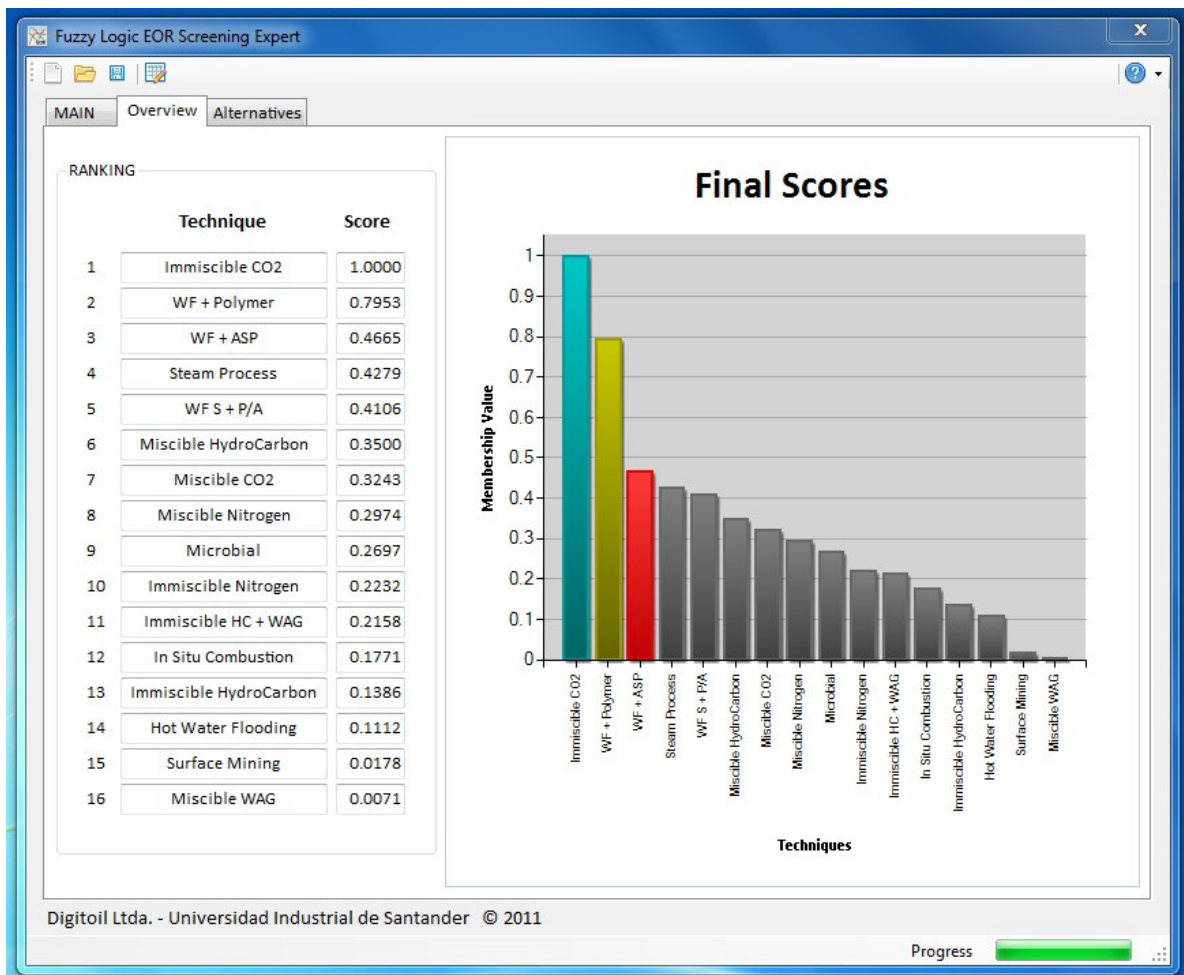 Fuzzy Logic EOR Screening Expert
MAIN Overview Alternatives
RANKING
Technique Score
1 Immiscible CO2 1.0000
2 WF + Polymer 0.7953
3 WF + ASP 0.4665
4 Steam Process 0.4279
5 WF S + P/A 0.4106
6 Miscible HydroCarbon 0.3500
7 Miscible CO2 0.3243
8 Miscible Nitrogen 0.2974
9 Microbial 0.2697
10 Immiscible Nitrogen 0.2232
11 Immiscible HC + WAG 0.2158
12 In Situ Combustion 0.1771
13 Immiscible HydroCarbon 0.1386
14 Hot Water Flooding 0.1112
15 Surface Mining 0.0178
16 Miscible WAG 0.0071
Final Scores
Membership Value
1
0.9
0.8
0.7
0.6
0.5
0.4
0.3
0.2
0.1
0
Immiscible CO2
WF + Polymer
WF + ASP
Steam Process
WF S + P/A
Miscible HydroCarbon
Miscible CO2
Miscible Nitrogen
Microbial
Immiscible Nitrogen
Immiscible HC + WAG
In Situ Combustion
Immiscible HydroCarbon
Hot Water Flooding
Surface Mining
Miscible WAG
Techniques
Digitoil Ltda. - Universidad Industrial de Santander © 2011
Progress